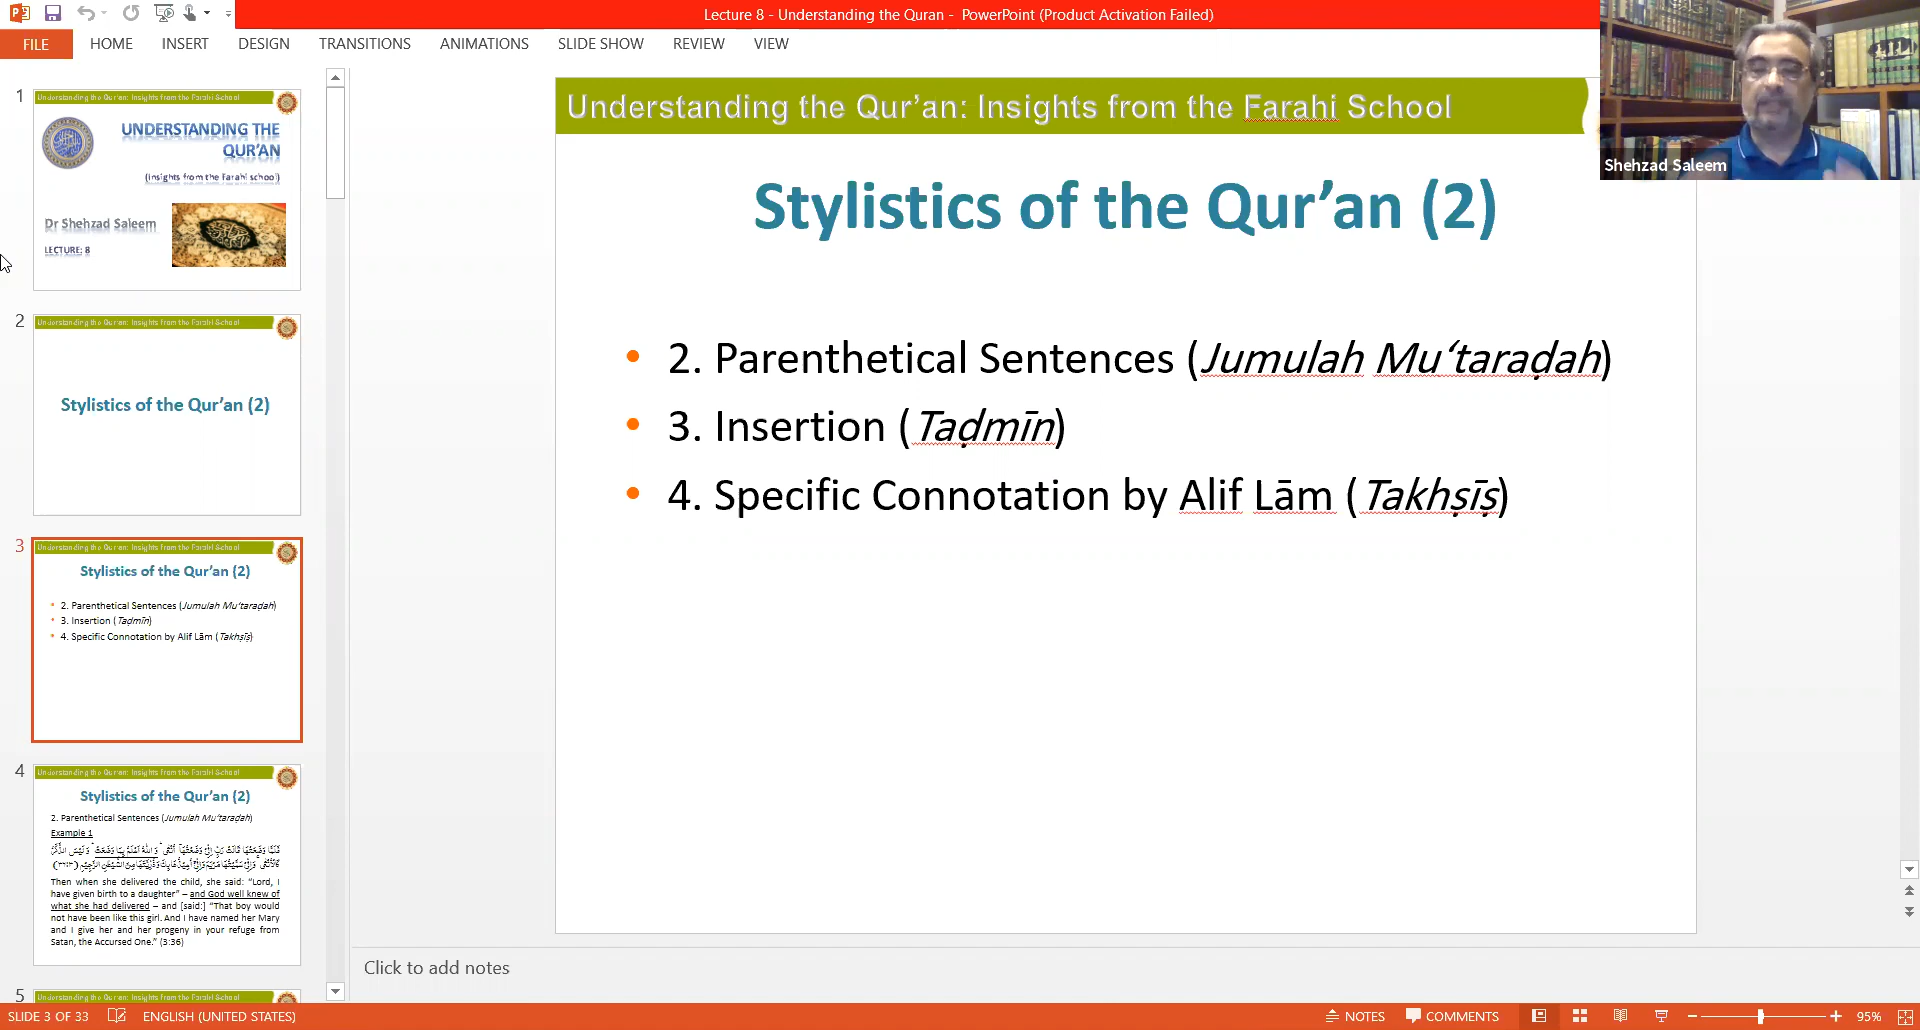 Lecture 8 - Understanding the Quran - PowerPoint (Product Activation Failed)
FILE HOME INSERT DESIGN TRANSITIONS ANIMATIONS SLIDE SHOW REVIEW VIEW
Shehzad Saleem
1
Understanding the Qur'an: Insights from the Farahi School
UNDERSTANDING THE
QUR'AN
(Insights from the Farahi school)
Dr Shehzad Saleem
LECTURE: 8
2
Understanding the Qur'an: Insights from the Farahi School
Stylistics of the Qur'an (2)
3
Understanding the Qur'an: Insights from the Farahi School
Stylistics of the Qur'an (2)
• 2. Parenthetical Sentences (Jumulah Mu‘taraḍah)
• 3. Insertion (Taḍmīn)
• 4. Specific Connotation by Alif Lām (Takhṣīṣ)
4
Understanding the Qur'an: Insights from the Farahi School
Stylistics of the Qur'an (2)
2. Parenthetical Sentences (Jumulah Mu‘taraḍah)
Example 1
Then when she delivered the child, she said: "Lord, I
have given birth to a daughter" – and God well knew of
what she had delivered – and [said:] "That boy would
not have been like this girl. And I have named her Mary
and I give her and her progeny in your refuge from
Satan, the Accursed One." (3:36)
5
Understanding the Qur'an: Insights from the Farahi School
Understanding the Qur’an: Insights from the Farahi School
Stylistics of the Qur’an (2)
• 2. Parenthetical Sentences (Jumulah Mu‘taraḍah)
• 3. Insertion (Taḍmīn)
• 4. Specific Connotation by Alif Lām (Takhṣīṣ)
Click to add notes
SLIDE 3 OF 33 ENGLISH (UNITED STATES) NOTES COMMENTS 95%